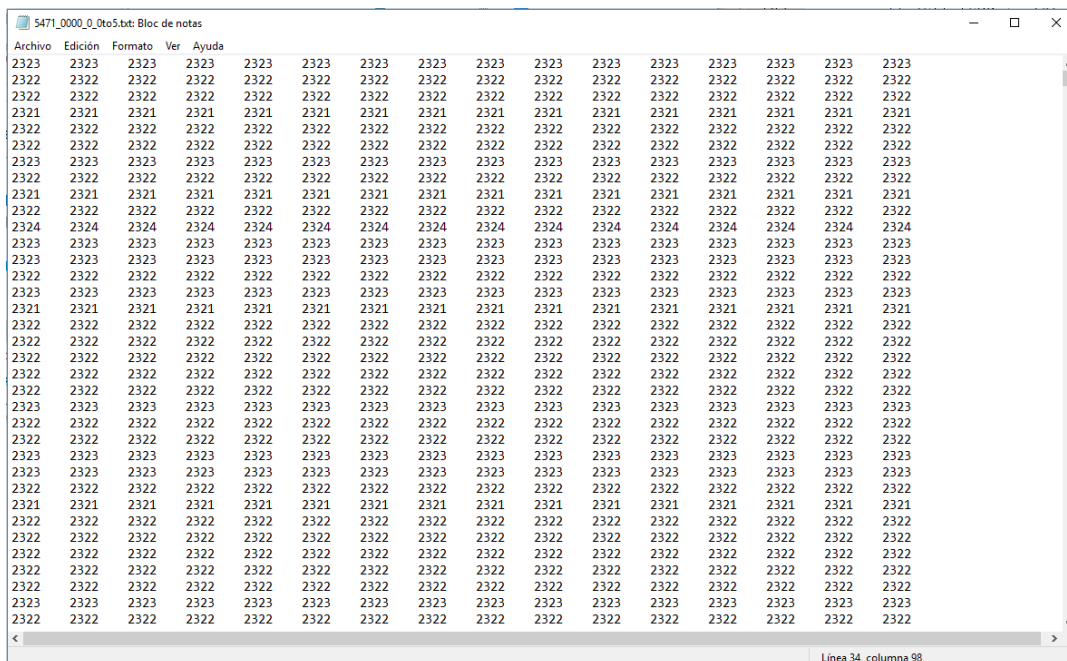 5471_0000_0_0to5.txt: Bloc de notas
Archivo Edición Formato Ver Ayuda
2323 2323 2323 2323 2323 2323 2323 2323 2323 2323 2323 2323 2323 2323 2323 2323
2322 2322 2322 2322 2322 2322 2322 2322 2322 2322 2322 2322 2322 2322 2322 2322
2322 2322 2322 2322 2322 2322 2322 2322 2322 2322 2322 2322 2322 2322 2322 2322
2321 2321 2321 2321 2321 2321 2321 2321 2321 2321 2321 2321 2321 2321 2321 2321
2322 2322 2322 2322 2322 2322 2322 2322 2322 2322 2322 2322 2322 2322 2322 2322
2322 2322 2322 2322 2322 2322 2322 2322 2322 2322 2322 2322 2322 2322 2322 2322
2323 2323 2323 2323 2323 2323 2323 2323 2323 2323 2323 2323 2323 2323 2323 2323
2322 2322 2322 2322 2322 2322 2322 2322 2322 2322 2322 2322 2322 2322 2322 2322
2321 2321 2321 2321 2321 2321 2321 2321 2321 2321 2321 2321 2321 2321 2321 2321
2322 2322 2322 2322 2322 2322 2322 2322 2322 2322 2322 2322 2322 2322 2322 2322
2324 2324 2324 2324 2324 2324 2324 2324 2324 2324 2324 2324 2324 2324 2324 2324
2323 2323 2323 2323 2323 2323 2323 2323 2323 2323 2323 2323 2323 2323 2323 2323
2323 2323 2323 2323 2323 2323 2323 2323 2323 2323 2323 2323 2323 2323 2323 2323
2322 2322 2322 2322 2322 2322 2322 2322 2322 2322 2322 2322 2322 2322 2322 2322
2323 2323 2323 2323 2323 2323 2323 2323 2323 2323 2323 2323 2323 2323 2323 2323
2321 2321 2321 2321 2321 2321 2321 2321 2321 2321 2321 2321 2321 2321 2321 2321
2322 2322 2322 2322 2322 2322 2322 2322 2322 2322 2322 2322 2322 2322 2322 2322
2322 2322 2322 2322 2322 2322 2322 2322 2322 2322 2322 2322 2322 2322 2322 2322
2322 2322 2322 2322 2322 2322 2322 2322 2322 2322 2322 2322 2322 2322 2322 2322
2322 2322 2322 2322 2322 2322 2322 2322 2322 2322 2322 2322 2322 2322 2322 2322
2322 2322 2322 2322 2322 2322 2322 2322 2322 2322 2322 2322 2322 2322 2322 2322
2323 2323 2323 2323 2323 2323 2323 2323 2323 2323 2323 2323 2323 2323 2323 2323
2322 2322 2322 2322 2322 2322 2322 2322 2322 2322 2322 2322 2322 2322 2322 2322
2322 2322 2322 2322 2322 2322 2322 2322 2322 2322 2322 2322 2322 2322 2322 2322
2323 2323 2323 2323 2323 2323 2323 2323 2323 2323 2323 2323 2323 2323 2323 2323
2323 2323 2323 2323 2323 2323 2323 2323 2323 2323 2323 2323 2323 2323 2323 2323
2322 2322 2322 2322 2322 2322 2322 2322 2322 2322 2322 2322 2322 2322 2322 2322
2321 2321 2321 2321 2321 2321 2321 2321 2321 2321 2321 2321 2321 2321 2321 2321
2322 2322 2322 2322 2322 2322 2322 2322 2322 2322 2322 2322 2322 2322 2322 2322
2322 2322 2322 2322 2322 2322 2322 2322 2322 2322 2322 2322 2322 2322 2322 2322
2322 2322 2322 2322 2322 2322 2322 2322 2322 2322 2322 2322 2322 2322 2322 2322
2322 2322 2322 2322 2322 2322 2322 2322 2322 2322 2322 2322 2322 2322 2322 2322
2322 2322 2322 2322 2322 2322 2322 2322 2322 2322 2322 2322 2322 2322 2322 2322
2323 2323 2323 2323 2323 2323 2323 2323 2323 2323 2323 2323 2323 2323 2323 2323
2322 2322 2322 2322 2322 2322 2322 2322 2322 2322 2322 2322 2322 2322 2322 2322
Línea 34, columna 98